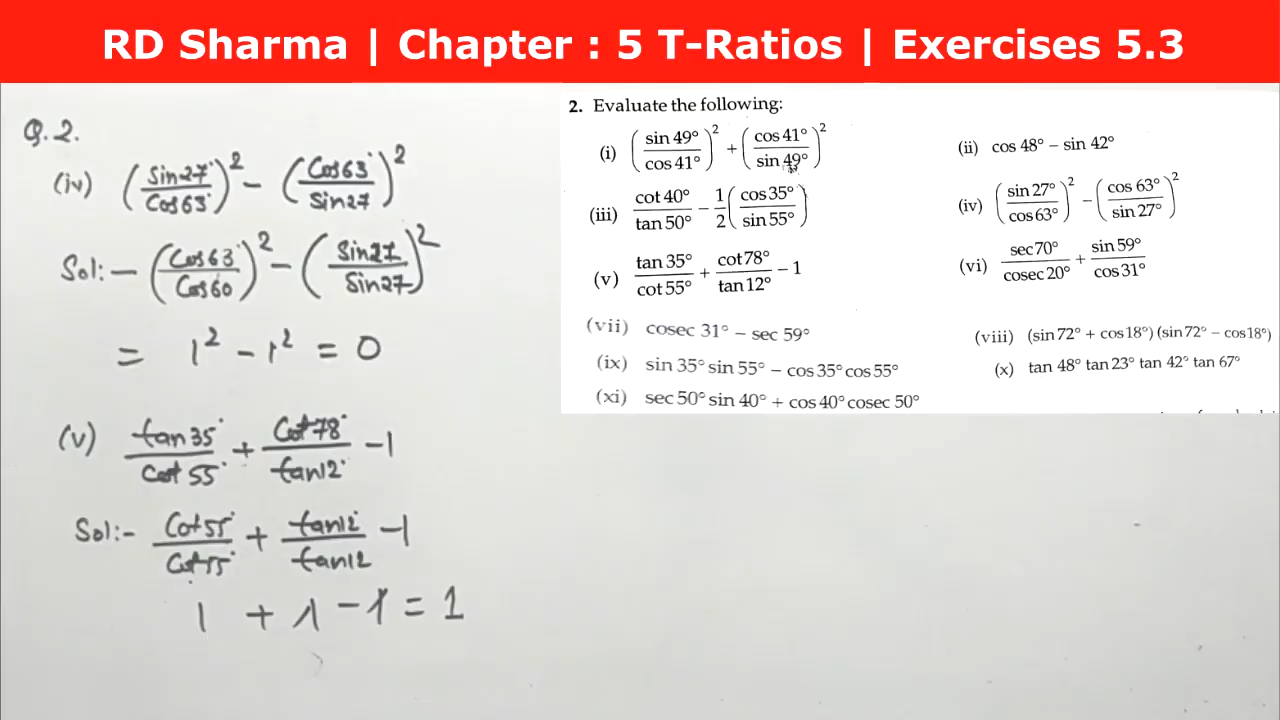 RD Sharma | Chapter : 5 T-Ratios | Exercises 5.3
Q.2.
(iv) (Sin27°/Cos63°)² - (Cos63°/Sin27)²
Sol:- (Cos63°/Cos60)² - (Sin27/Sin27)²
= 1² - 1² = 0
(v) tan35°/Cot55° + Cot78°/tan12° - 1
Sol:- Cot55°/Cot55° + tan12/tan12 - 1
1 + 1 - 1 = 1
2. Evaluate the following:
(i) (sin 49°/cos 41°)² + (cos 41°/sin 49°)²
(ii) cos 48° − sin 42°
(iii) cot 40°/tan 50° − 1/2 (cos 35°/sin 55°)
(iv) (sin 27°/cos 63°)² − (cos 63°/sin 27°)²
(v) tan 35°/cot 55° + cot 78°/tan 12° − 1
(vi) sec 70°/cosec 20° + sin 59°/cos 31°
(vii) cosec 31° − sec 59°
(viii) (sin 72° + cos 18°) (sin 72° − cos 18°)
(ix) sin 35° sin 55° − cos 35° cos 55°
(x) tan 48° tan 23° tan 42° tan 67°
(xi) sec 50° sin 40° + cos 40° cosec 50°